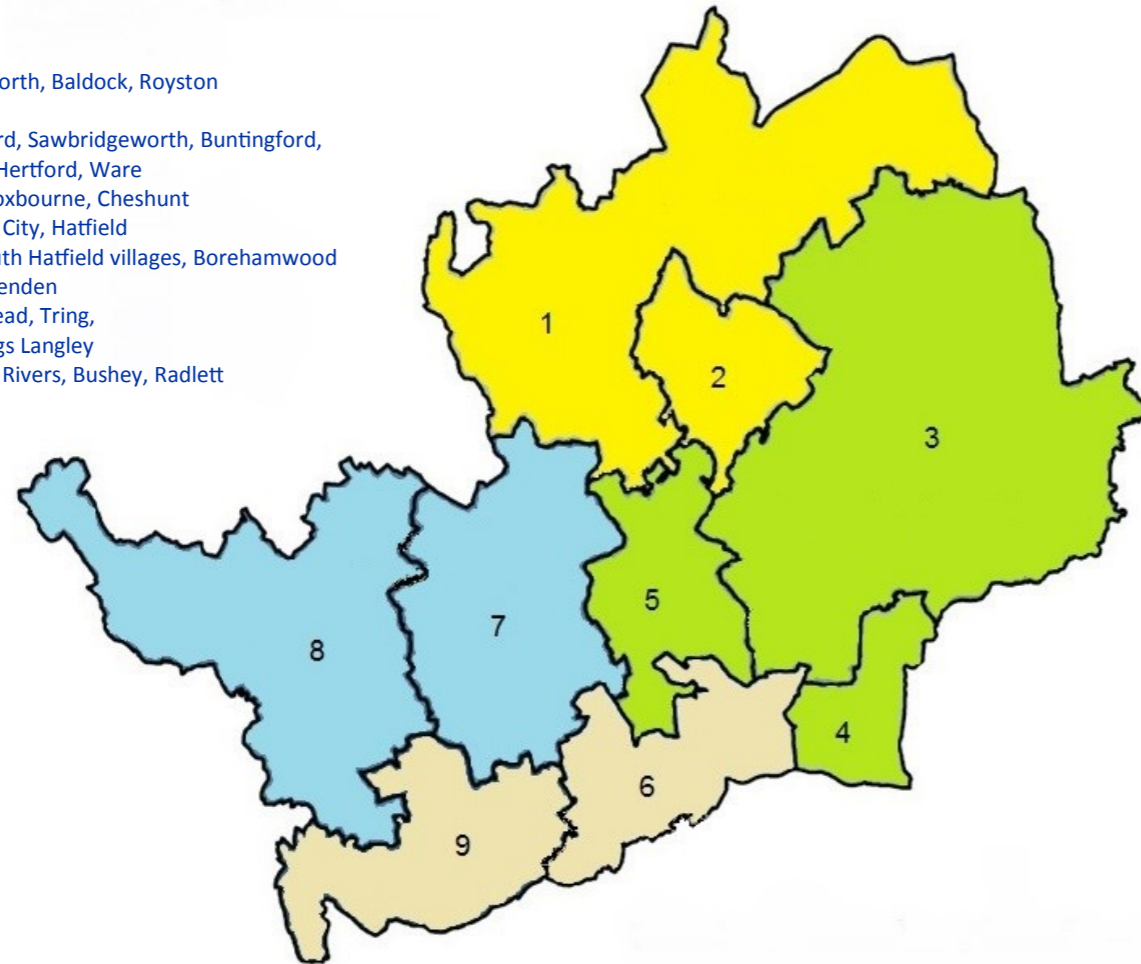 orth, Baldock, Royston
rd, Sawbridgeworth, Buntingford,
Hertford, Ware
oxbourne, Cheshunt
City, Hatfield
uth Hatfield villages, Borehamwood
enden
ead, Tring,
gs Langley
Rivers, Bushey, Radlett
1
2
3
5
7
8
4
6
9